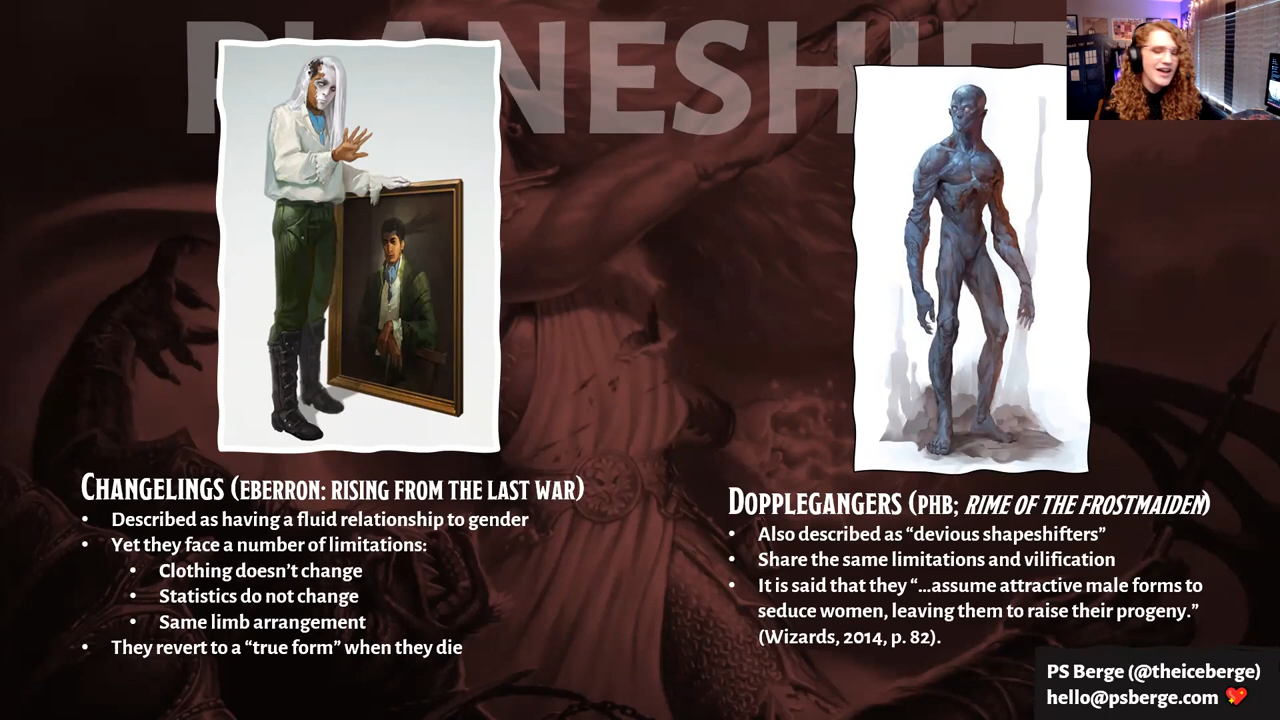 PLANESHIFT
CHANGELINGS (EBERRON: RISING FROM THE LAST WAR)
• Described as having a fluid relationship to gender
• Yet they face a number of limitations:
• Clothing doesn't change
• Statistics do not change
• Same limb arrangement
• They revert to a “true form” when they die
DOPPLEGANGERS (PHB; RIME OF THE FROSTMAIDEN)
• Also described as “devious shapeshifters”
• Share the same limitations and vilification
• It is said that they “…assume attractive male forms to
seduce women, leaving them to raise their progeny.”
(Wizards, 2014, p. 82).
PS Berge (@theiceberge)
hello@psberge.com 💖